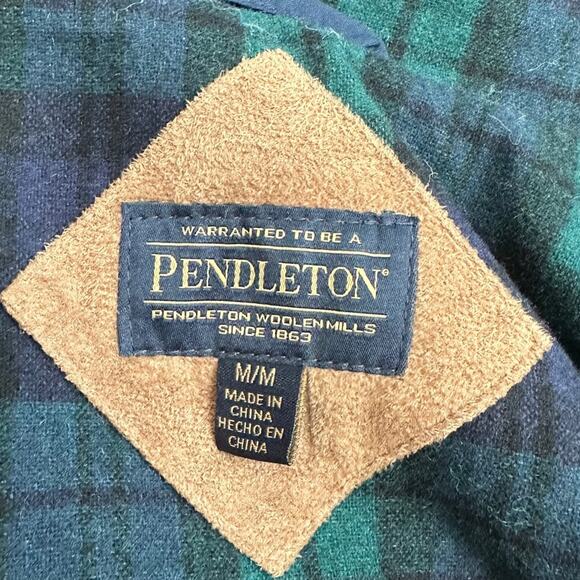 WARRANTED TO BE A
PENDLETON®
PENDLETON WOOLEN MILLS
SINCE 1863
M/M
MADE IN
CHINA
HECHO EN
CHINA